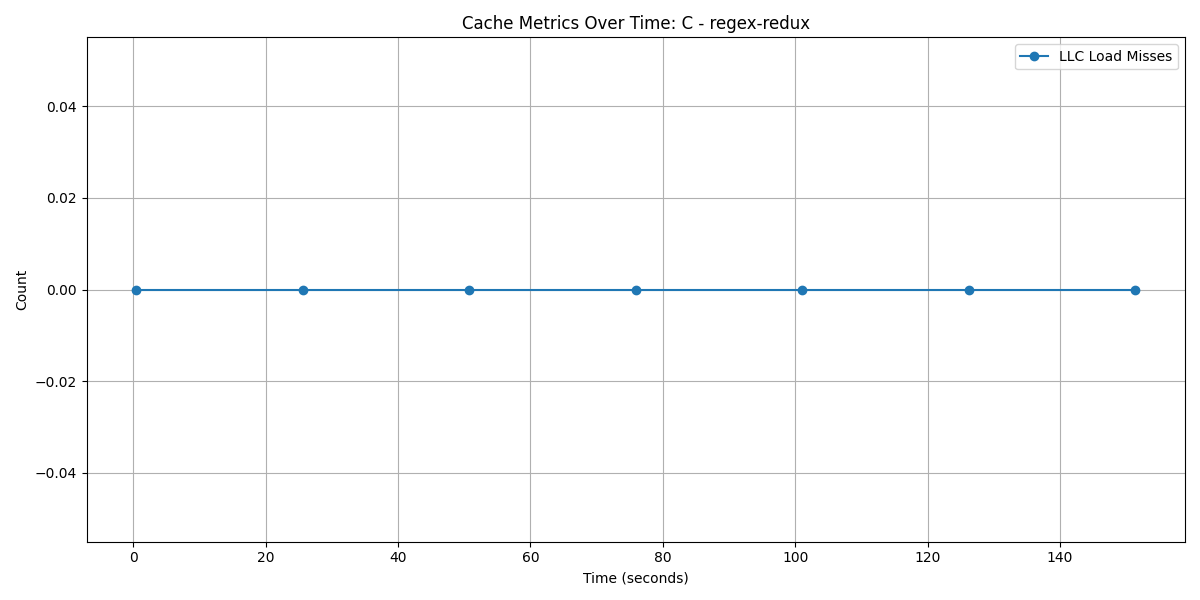 Cache Metrics Over Time: C - regex-redux
LLC Load Misses
Count
0.04
0.02
0.00
−0.02
−0.04
0 20 40 60 80 100 120 140
Time (seconds)